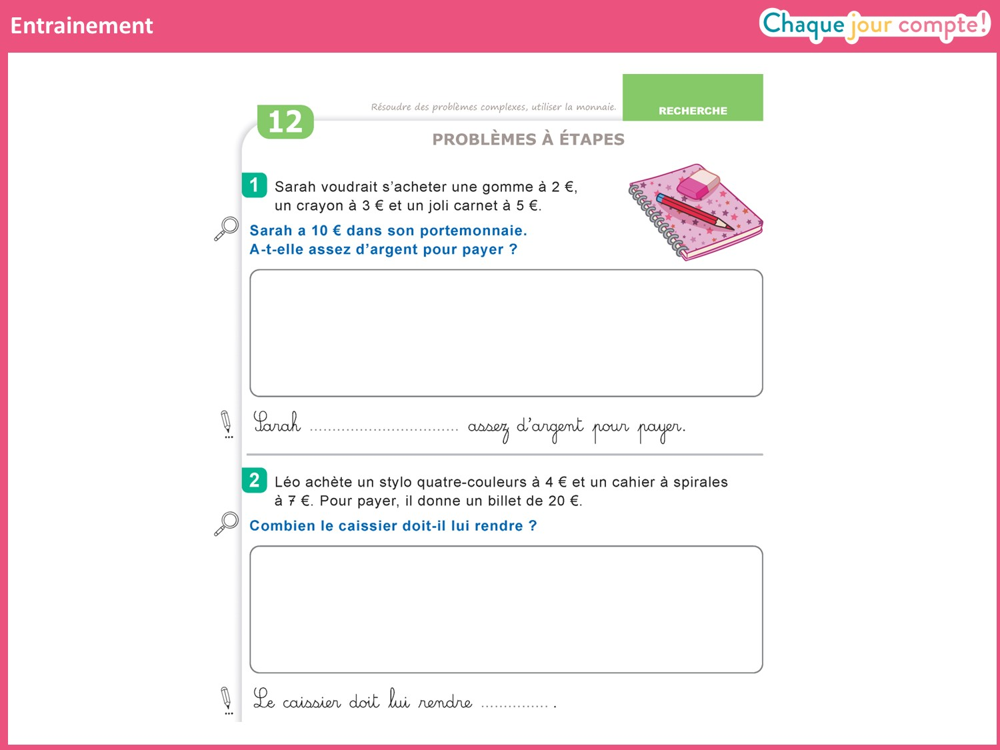 Entrainement
Chaque jour compte!
Résoudre des problèmes complexes, utiliser la monnaie.
RECHERCHE
12
PROBLÈMES À ÉTAPES
1 Sarah voudrait s’acheter une gomme à 2 €,
un crayon à 3 € et un joli carnet à 5 €.
Sarah a 10 € dans son portemonnaie.
A-t-elle assez d’argent pour payer ?
Sarah ................................ assez d’argent pour payer.
2 Léo achète un stylo quatre-couleurs à 4 € et un cahier à spirales
à 7 €. Pour payer, il donne un billet de 20 €.
Combien le caissier doit-il lui rendre ?
Le caissier doit lui rendre ............... .